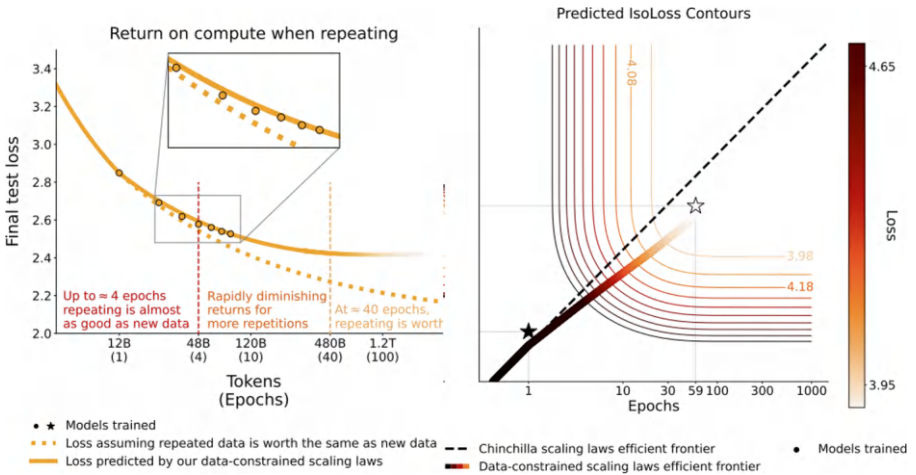 Return on compute when repeating
Final test loss
3.4
3.2
3.0
2.8
2.6
2.4
2.2
2.0
Up to ≈ 4 epochs
repeating is almost
as good as new data
Rapidly diminishing
returns for
more repetitions
At ≈ 40 epochs,
repeating is worth
12B
(1)
48B
(4)
120B
(10)
480B
(40)
1.2T
(100)
Tokens
(Epochs)
Models trained
Loss assuming repeated data is worth the same as new data
Loss predicted by our data-constrained scaling laws
Predicted IsoLoss Contours
4.08
3.98
4.18
1 10 30 59 100 300 1000
Epochs
4.65
Loss
3.95
Chinchilla scaling laws efficient frontier
Models trained
Data-constrained scaling laws efficient frontier